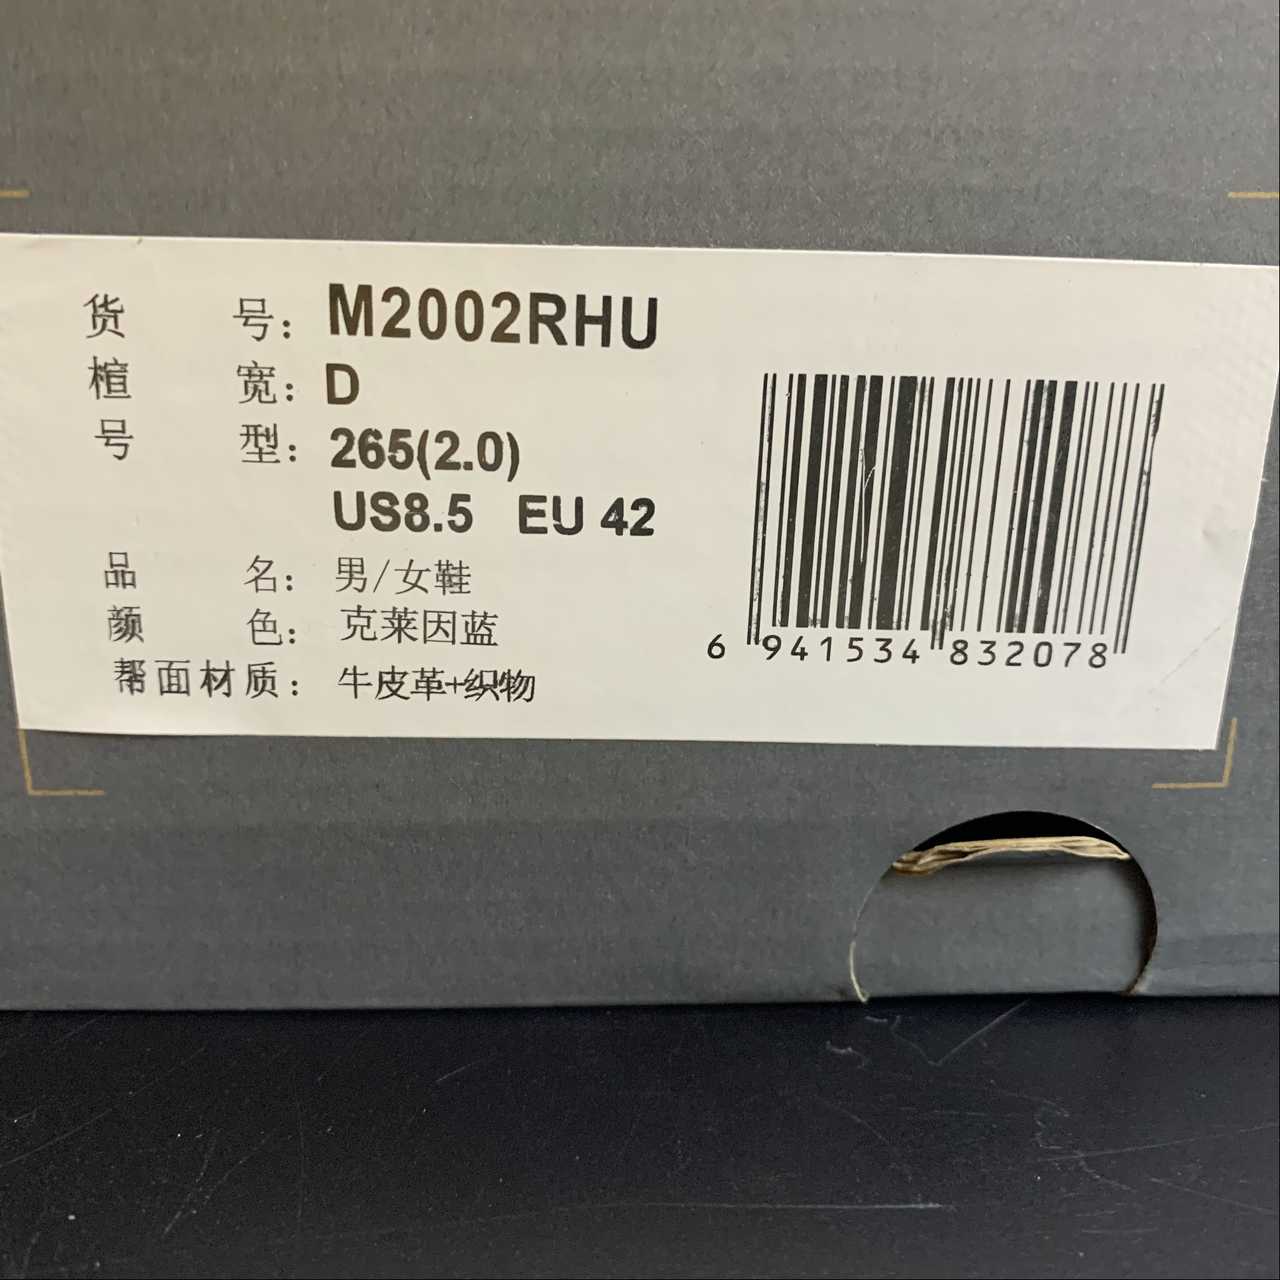 货 号: M2002RHU
楦 宽: D
号 型: 265(2.0)
US8.5 EU 42
品 名: 男/女鞋
颜 色: 克莱因蓝
帮面材质: 牛皮革+织物
6 941534 832078